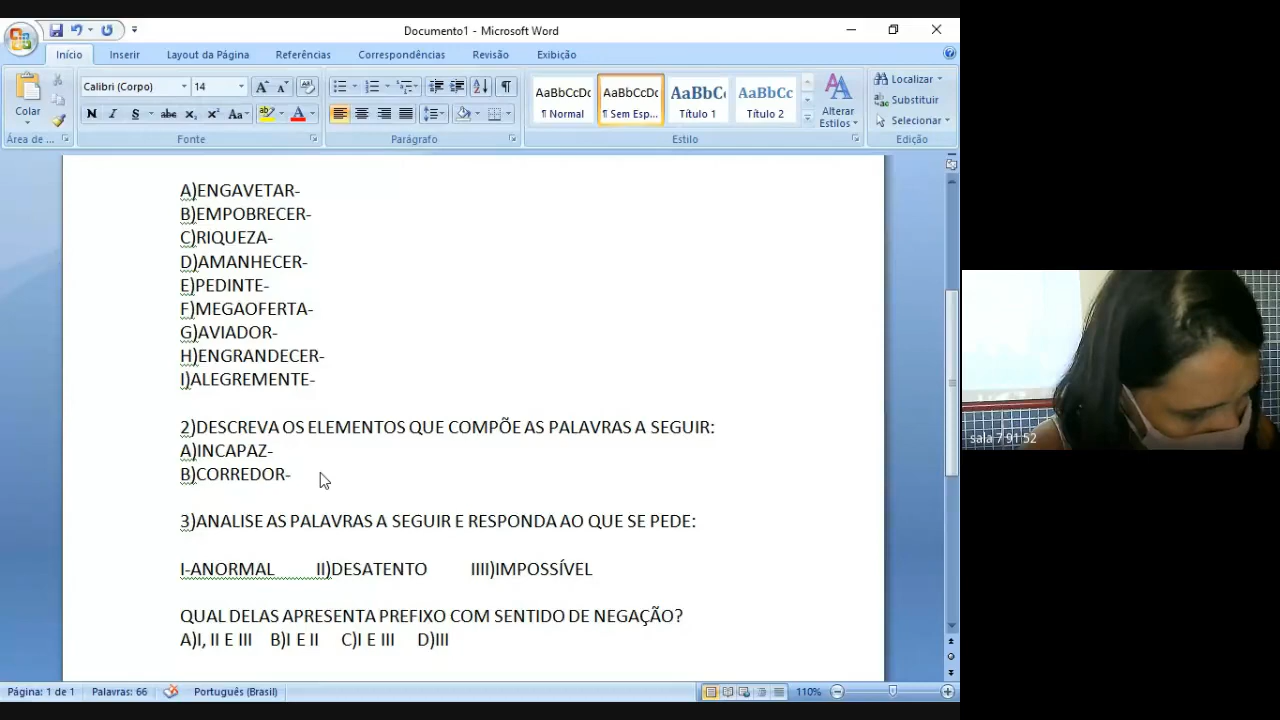 Documento1 - Microsoft Word
Início Inserir Layout da Página Referências Correspondências Revisão Exibição
Colar
Calibri (Corpo) 14
N I S abc x₂ x² Aa
AaBbCcDc AaBbCcDc AaBbC AaBbCc
¶ Normal ¶ Sem Esp... Título 1 Título 2
Alterar Estilos
Localizar
Substituir
Selecionar
Área de ... Fonte Parágrafo Estilo Edição
A)ENGAVETAR-
B)EMPOBRECER-
C)RIQUEZA-
D)AMANHECER-
E)PEDINTE-
F)MEGAOFERTA-
G)AVIADOR-
H)ENGRANDECER-
I)ALEGREMENTE-
2)DESCREVA OS ELEMENTOS QUE COMPÕE AS PALAVRAS A SEGUIR:
A)INCAPAZ-
B)CORREDOR-
3)ANALISE AS PALAVRAS A SEGUIR E RESPONDA AO QUE SE PEDE:
I-ANORMAL II)DESATENTO IIII)IMPOSSÍVEL
QUAL DELAS APRESENTA PREFIXO COM SENTIDO DE NEGAÇÃO?
A)I, II E III B)I E II C)I E III D)III
Página: 1 de 1 Palavras: 66 Português (Brasil) 110%
sala 7 91 52